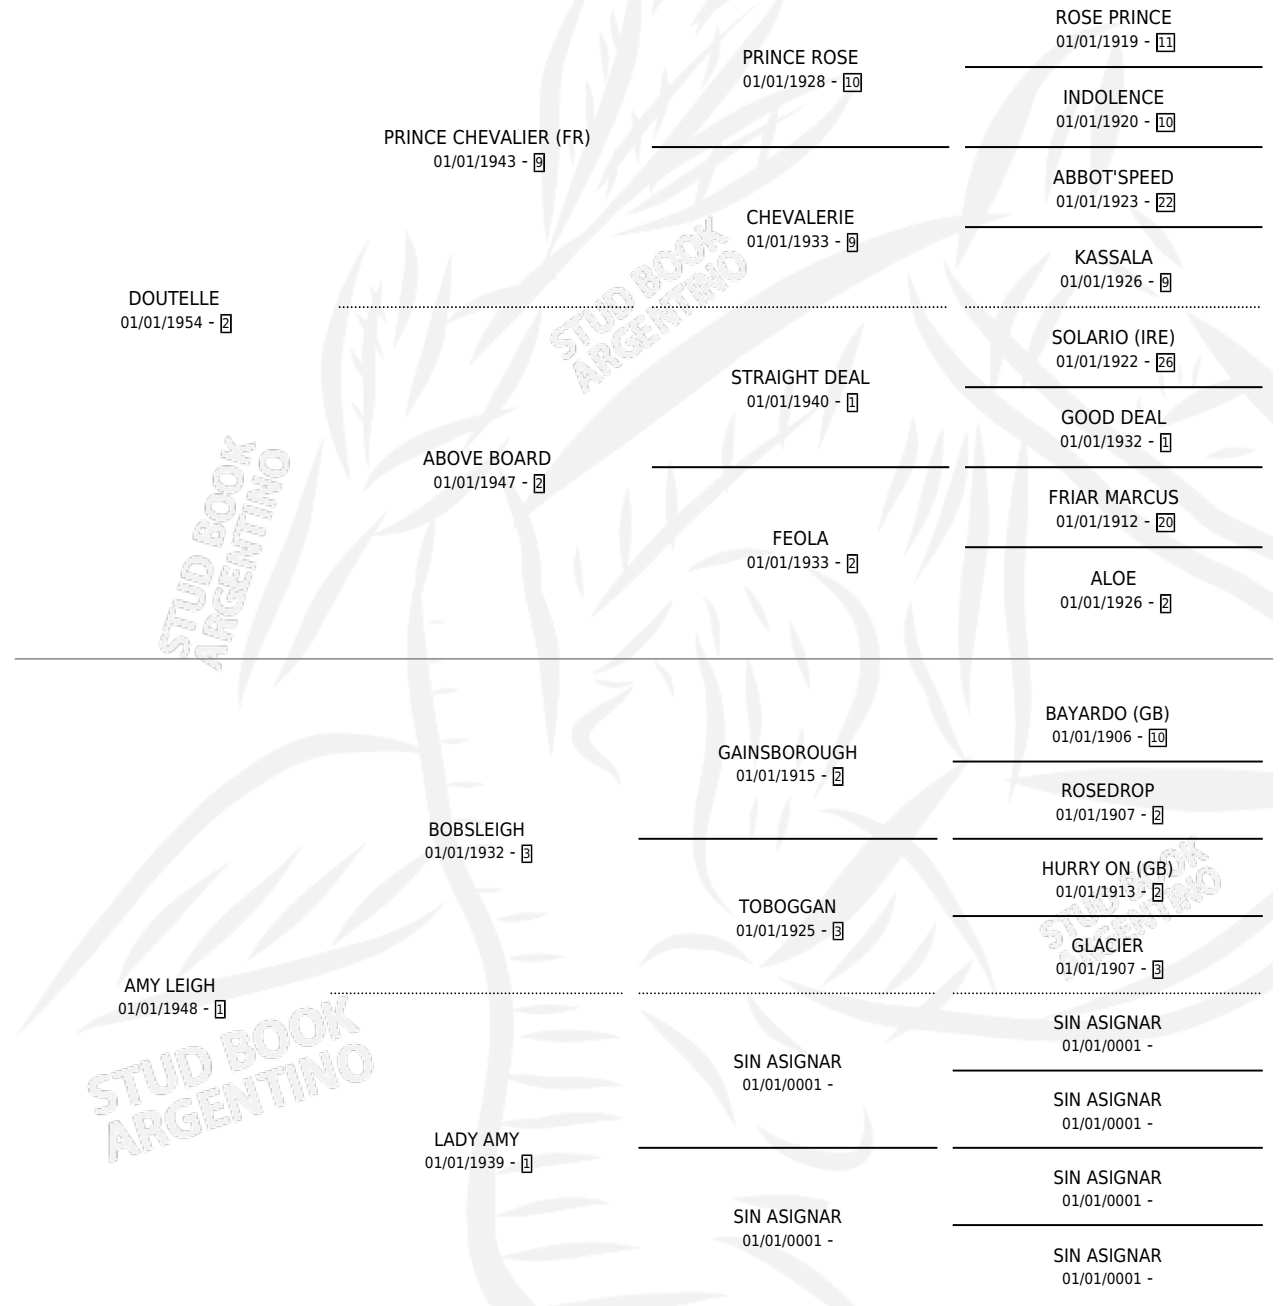 ROSE PRINCE
01/01/1919 - 11
PRINCE ROSE
01/01/1928 - 10
INDOLENCE
01/01/1920 - 10
PRINCE CHEVALIER (FR)
01/01/1943 - 9
ABBOT'SPEED
01/01/1923 - 22
CHEVALERIE
01/01/1933 - 9
KASSALA
01/01/1926 - 9
DOUTELLE
01/01/1954 - 2
SOLARIO (IRE)
01/01/1922 - 26
STRAIGHT DEAL
01/01/1940 - 1
GOOD DEAL
01/01/1932 - 1
ABOVE BOARD
01/01/1947 - 2
FRIAR MARCUS
01/01/1912 - 20
FEOLA
01/01/1933 - 2
ALOE
01/01/1926 - 2
BAYARDO (GB)
01/01/1906 - 10
GAINSBOROUGH
01/01/1915 - 2
ROSEDROP
01/01/1907 - 2
BOBSLEIGH
01/01/1932 - 3
HURRY ON (GB)
01/01/1913 - 2
TOBOGGAN
01/01/1925 - 3
GLACIER
01/01/1907 - 3
AMY LEIGH
01/01/1948 - 1
SIN ASIGNAR
01/01/0001 -
SIN ASIGNAR
01/01/0001 -
SIN ASIGNAR
01/01/0001 -
LADY AMY
01/01/1939 - 1
SIN ASIGNAR
01/01/0001 -
SIN ASIGNAR
01/01/0001 -
SIN ASIGNAR
01/01/0001 -
STUD BOOK
ARGENTINO
STUD BOOK
ARGENTINO
STUD BOOK
ARGENTINO
STUD BOOK
ARGENTINO